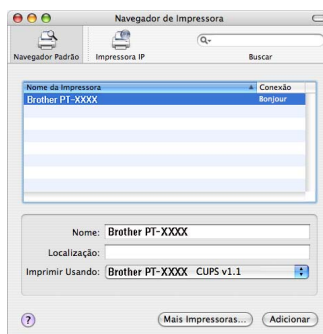 Navegador de Impressora
Navegador Padrão
Impressora IP
Buscar
Nome da Impressora
Conexão
Brother PT-XXXX
Bonjour
Nome: Brother PT-XXXX
Localização:
Imprimir Usando: Brother PT-XXXX CUPS v1.1
?
Mais Impressoras...
Adicionar